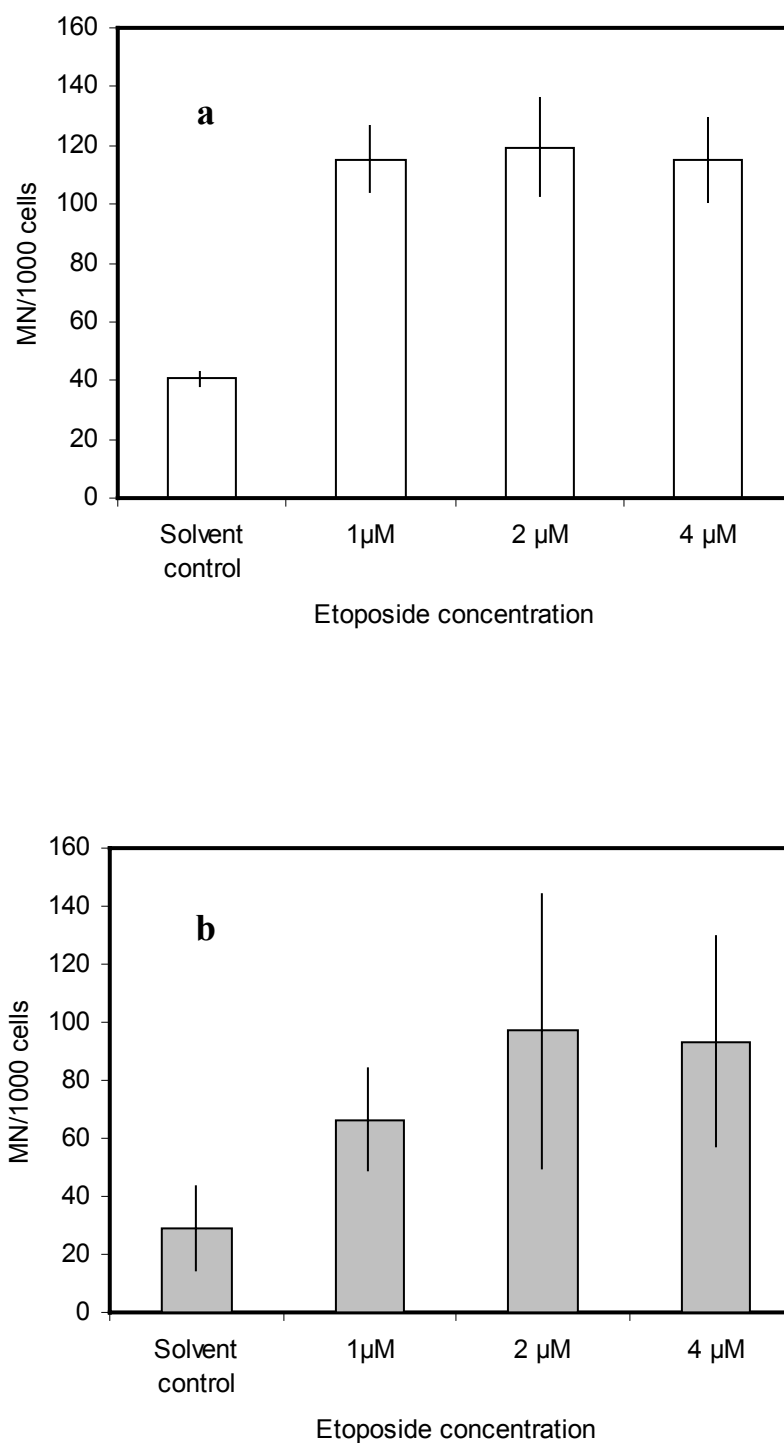 160
140
120
100
80
60
40
20
0
MN/1000 cells
a
Solvent
control
1µM
2 µM
4 µM
Etoposide concentration
160
140
120
100
80
60
40
20
0
MN/1000 cells
b
Solvent
control
1µM
2 µM
4 µM
Etoposide concentration